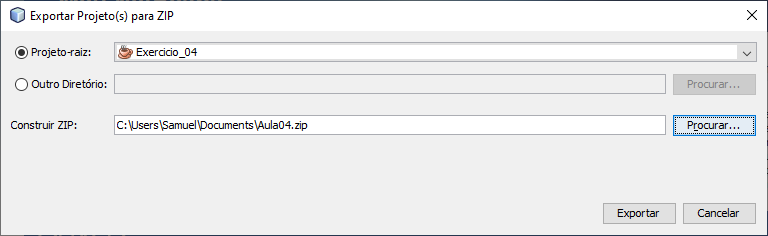 Exportar Projeto(s) para ZIP
Projeto-raiz: Exercicio_04
Outro Diretório: Procurar...
Construir ZIP: C:\Users\Samuel\Documents\Aula04.zip Procurar...
Exportar Cancelar